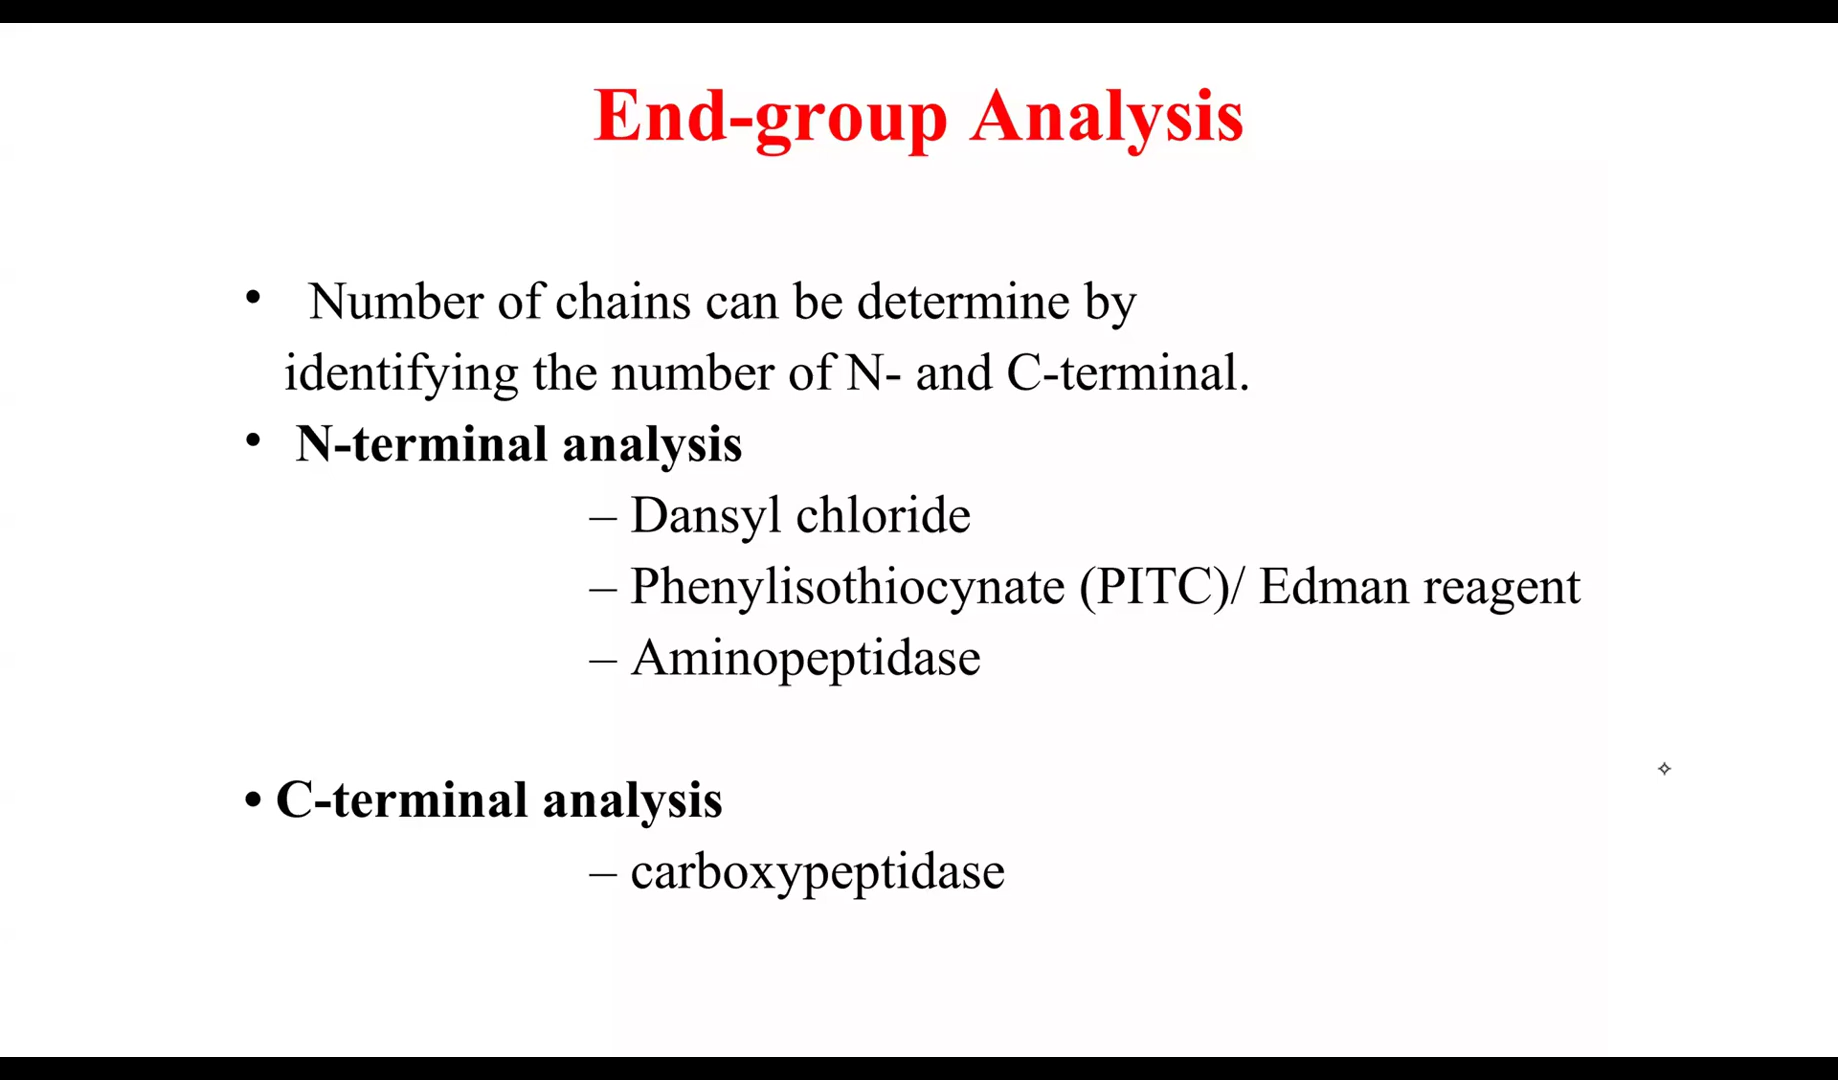 End-group Analysis
• Number of chains can be determine by
identifying the number of N- and C-terminal.
• N-terminal analysis
– Dansyl chloride
– Phenylisothiocynate (PITC)/ Edman reagent
– Aminopeptidase
• C-terminal analysis
– carboxypeptidase